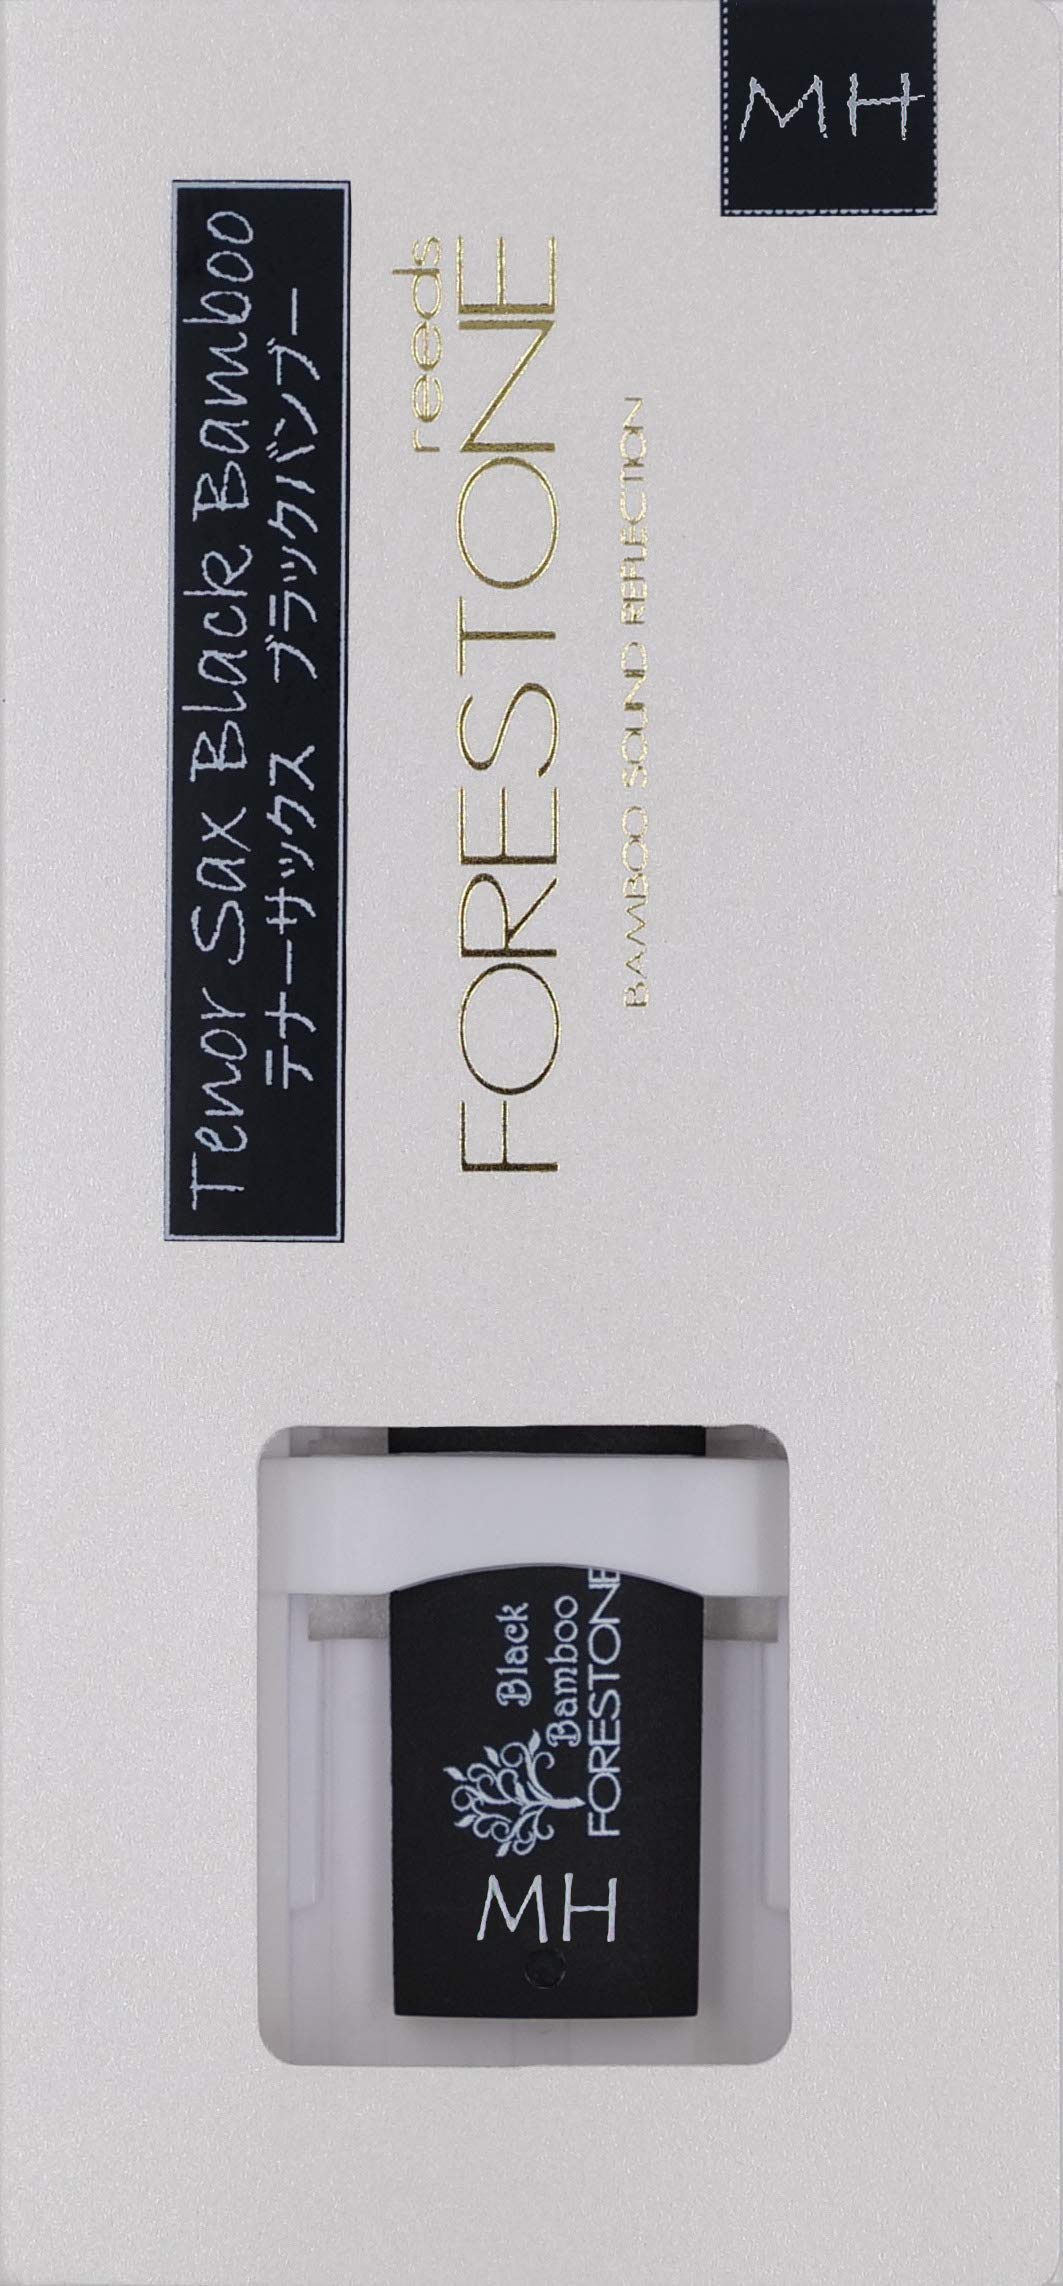 MH
Tenor Sax Black Bamboo
テナーサックス ブラックバンブー
reeds
FORESTONE
BAMBOO SOUND REFLECTION
Black
Bamboo
FORESTONE
MH